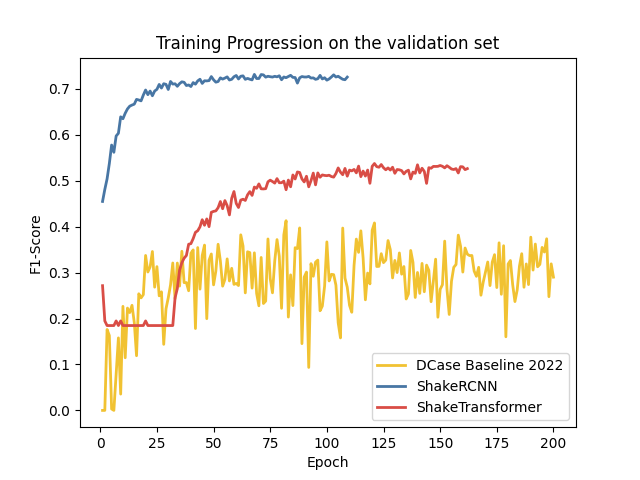 Training Progression on the validation set
F1-Score
0.7
0.6
0.5
0.4
0.3
0.2
0.1
0.0
DCase Baseline 2022
ShakeRCNN
ShakeTransformer
0 25 50 75 100 125 150 175 200
Epoch